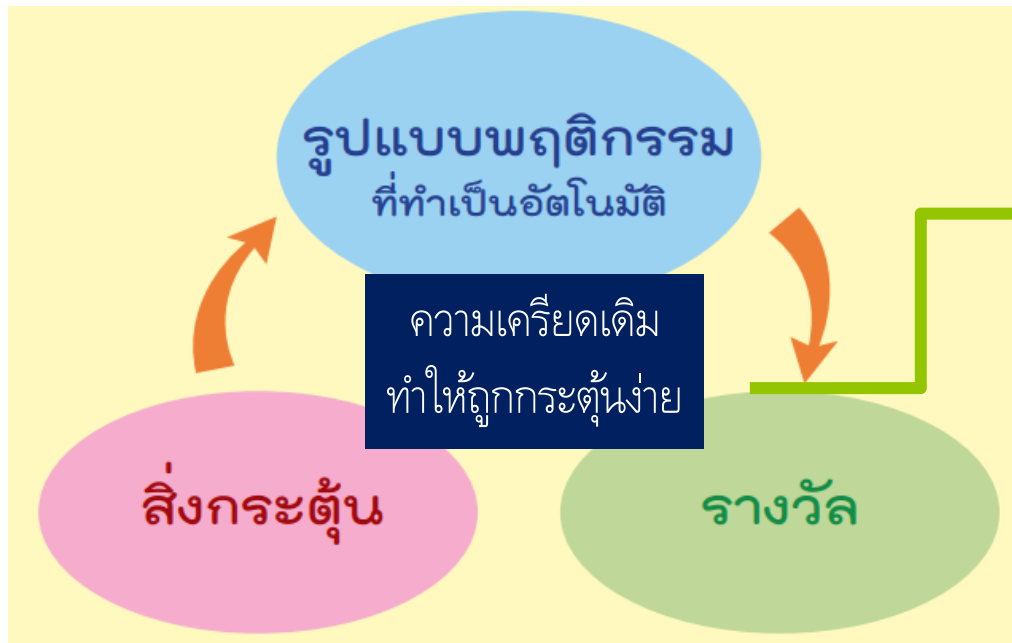 รูปแบบพฤติกรรม
ที่ทำเป็นอัตโนมัติ
ความเครียดเดิม
ทำให้ถูกกระตุ้นง่าย
สิ่งกระตุ้น
รางวัล